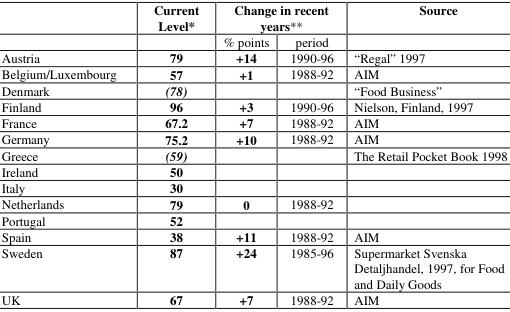 Current Level* Change in recent years** Source
% points period
Austria 79 +14 1990-96 “Regal” 1997
Belgium/Luxembourg 57 +1 1988-92 AIM
Denmark (78) “Food Business”
Finland 96 +3 1990-96 Nielson, Finland, 1997
France 67.2 +7 1988-92 AIM
Germany 75.2 +10 1988-92 AIM
Greece (59) The Retail Pocket Book 1998
Ireland 50
Italy 30
Netherlands 79 0 1988-92
Portugal 52
Spain 38 +11 1988-92 AIM
Sweden 87 +24 1985-96 Supermarket Svenska
Detaljhandel, 1997, for Food
and Daily Goods
UK 67 +7 1988-92 AIM